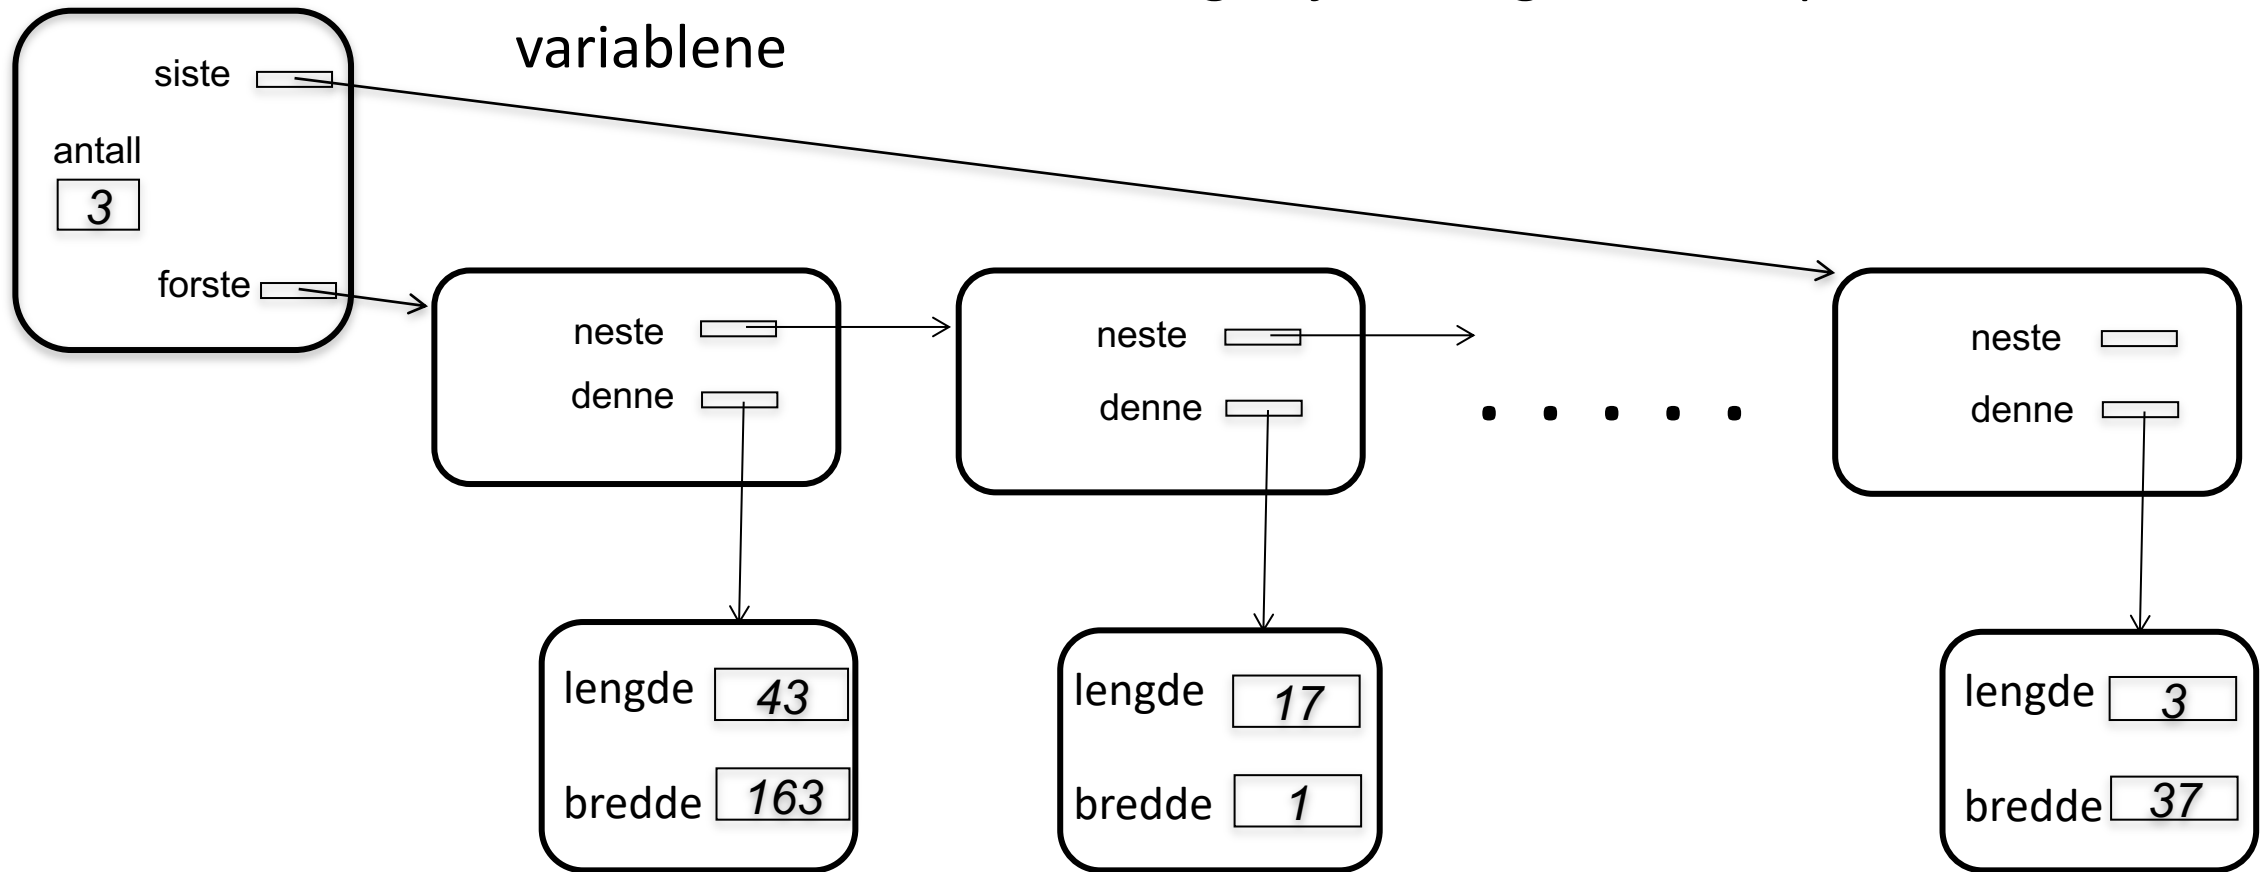 variablene
siste
antall
3
forste
neste
denne
neste
denne
. . . . .
neste
denne
lengde 43
bredde 163
lengde 17
bredde 1
lengde 3
bredde 37